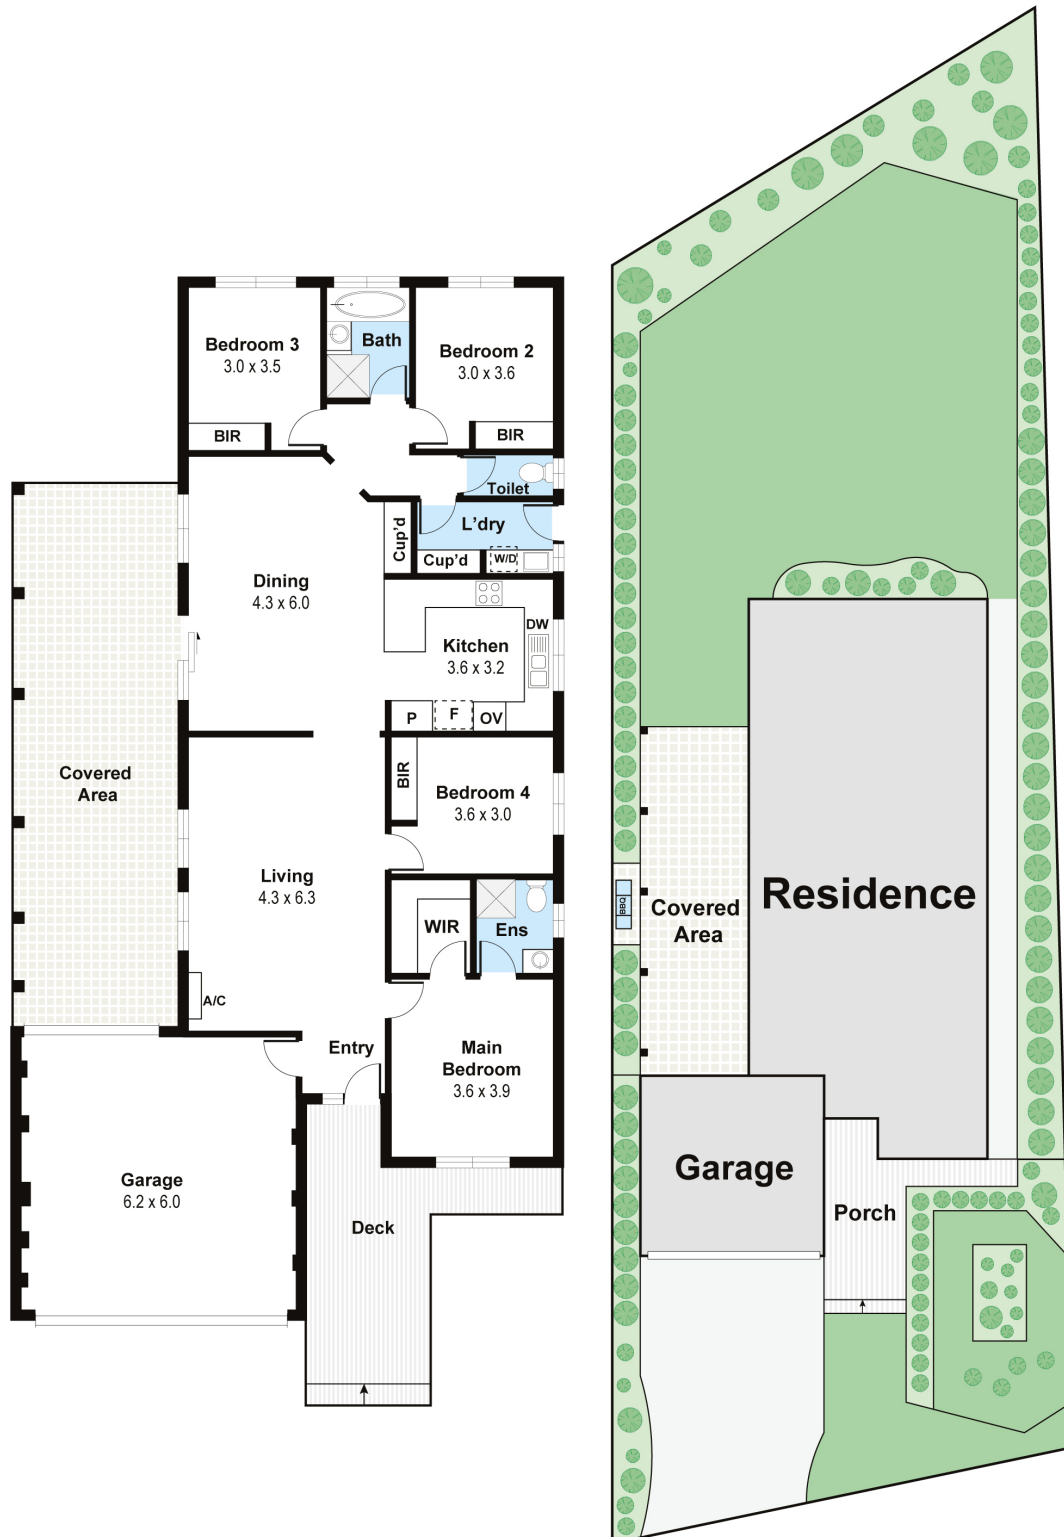 Bedroom 3
3.0 x 3.5
BIR
Bath
Bedroom 2
3.0 x 3.6
BIR
Toilet
L'dry
Cup'd
Cup'd
W/D
Dining
4.3 x 6.0
Kitchen
3.6 x 3.2
DW
P
F
OV
Covered
Area
BIR
Bedroom 4
3.6 x 3.0
Living
4.3 x 6.3
WIR
Ens
A/C
Entry
Main
Bedroom
3.6 x 3.9
Garage
6.2 x 6.0
Deck
Residence
BBQ
Covered
Area
Garage
Porch